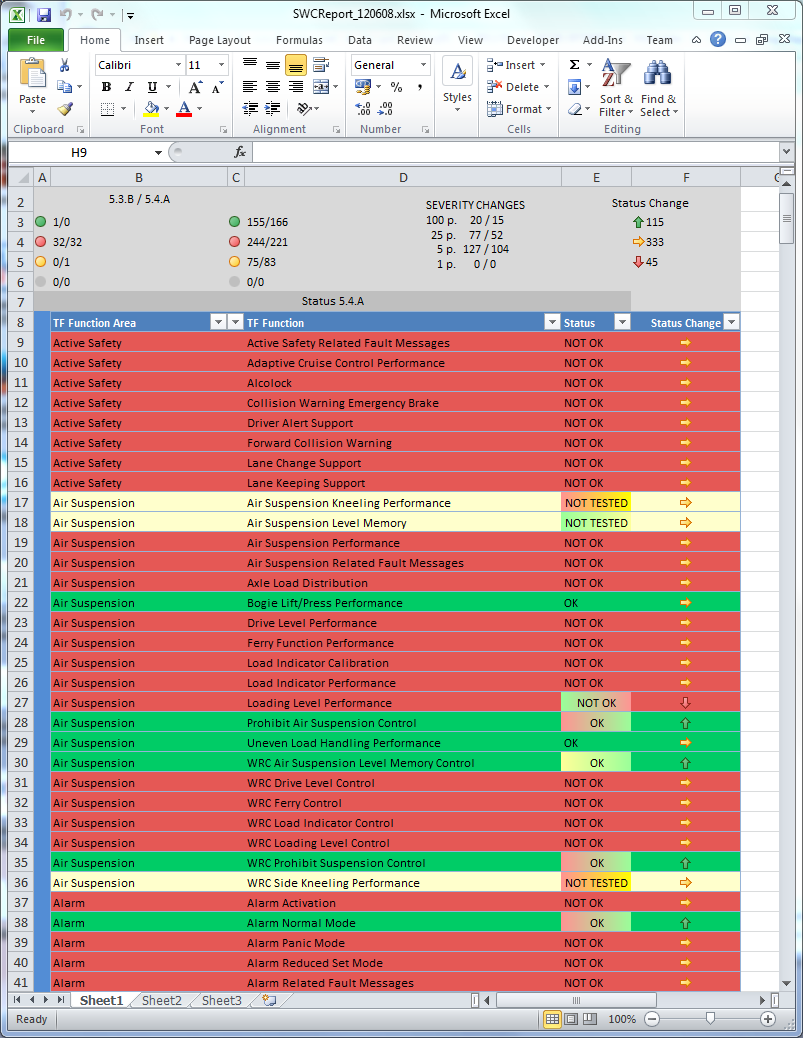 SWCReport_120608.xlsx - Microsoft Excel
File Home Insert Page Layout Formulas Data Review View Developer Add-Ins Team
Calibri 11 General Insert
Paste B I U A A % , Styles Delete Sort & Find &
Format Filter Select
Clipboard Font Alignment Number Cells Editing
H9 fx
A B C D E F
2 5.3.B / 5.4.A SEVERITY CHANGES Status Change
3 1/0 155/166 100 p. 20 / 15 115
4 32/32 244/221 25 p. 77 / 52 333
5 0/1 75/83 5 p. 127 / 104 45
6 0/0 0/0 1 p. 0 / 0
7 Status 5.4.A
8 TF Function Area TF Function Status Status Change
9 Active Safety Active Safety Related Fault Messages NOT OK
10 Active Safety Adaptive Cruise Control Performance NOT OK
11 Active Safety Alcolock NOT OK
12 Active Safety Collision Warning Emergency Brake NOT OK
13 Active Safety Driver Alert Support NOT OK
14 Active Safety Forward Collision Warning NOT OK
15 Active Safety Lane Change Support NOT OK
16 Active Safety Lane Keeping Support NOT OK
17 Air Suspension Air Suspension Kneeling Performance NOT TESTED
18 Air Suspension Air Suspension Level Memory NOT TESTED
19 Air Suspension Air Suspension Performance NOT OK
20 Air Suspension Air Suspension Related Fault Messages NOT OK
21 Air Suspension Axle Load Distribution NOT OK
22 Air Suspension Bogie Lift/Press Performance OK
23 Air Suspension Drive Level Performance NOT OK
24 Air Suspension Ferry Function Performance NOT OK
25 Air Suspension Load Indicator Calibration NOT OK
26 Air Suspension Load Indicator Performance NOT OK
27 Air Suspension Loading Level Performance NOT OK
28 Air Suspension Prohibit Air Suspension Control OK
29 Air Suspension Uneven Load Handling Performance OK
30 Air Suspension WRC Air Suspension Level Memory Control OK
31 Air Suspension WRC Drive Level Control NOT OK
32 Air Suspension WRC Ferry Control NOT OK
33 Air Suspension WRC Load Indicator Control NOT OK
34 Air Suspension WRC Loading Level Control NOT OK
35 Air Suspension WRC Prohibit Suspension Control OK
36 Air Suspension WRC Side Kneeling Performance NOT TESTED
37 Alarm Alarm Activation NOT OK
38 Alarm Alarm Normal Mode OK
39 Alarm Alarm Panic Mode NOT OK
40 Alarm Alarm Reduced Set Mode NOT OK
41 Alarm Alarm Related Fault Messages NOT OK
Sheet1 Sheet2 Sheet3
Ready 100%